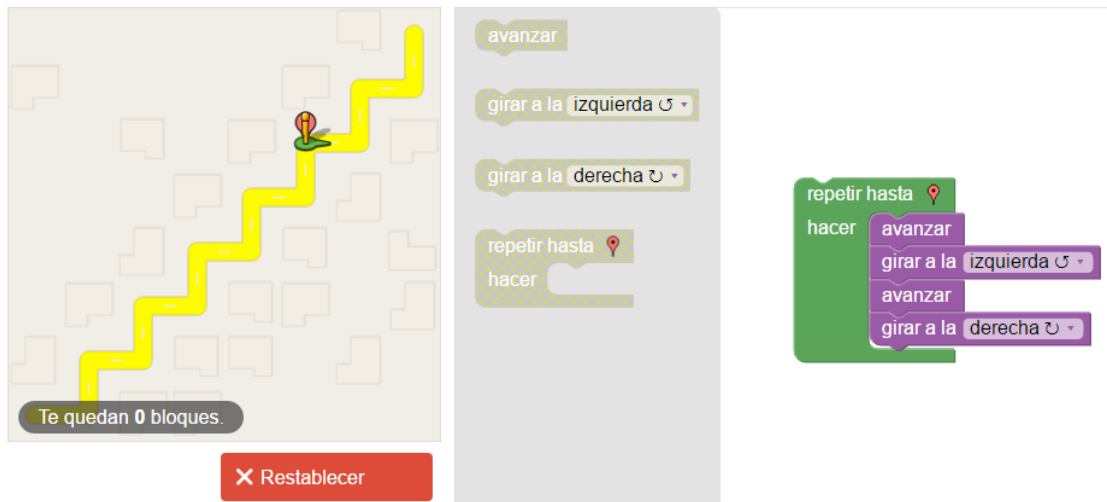 Te quedan 0 bloques.
Restablecer
avanzar
girar a la izquierda ↺
girar a la derecha ↻
repetir hasta
hacer
repetir hasta
hacer
avanzar
girar a la izquierda ↺
avanzar
girar a la derecha ↻